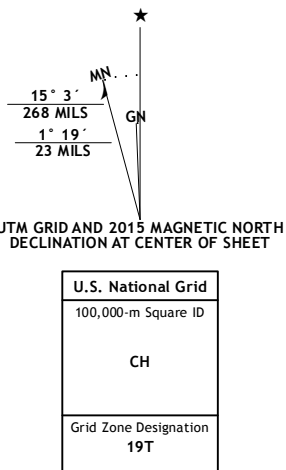 MN
GN
15° 3´
268 MILS
1° 19´
23 MILS
UTM GRID AND 2015 MAGNETIC NORTH
DECLINATION AT CENTER OF SHEET
U.S. National Grid
100,000-m Square ID
CH
Grid Zone Designation
19T